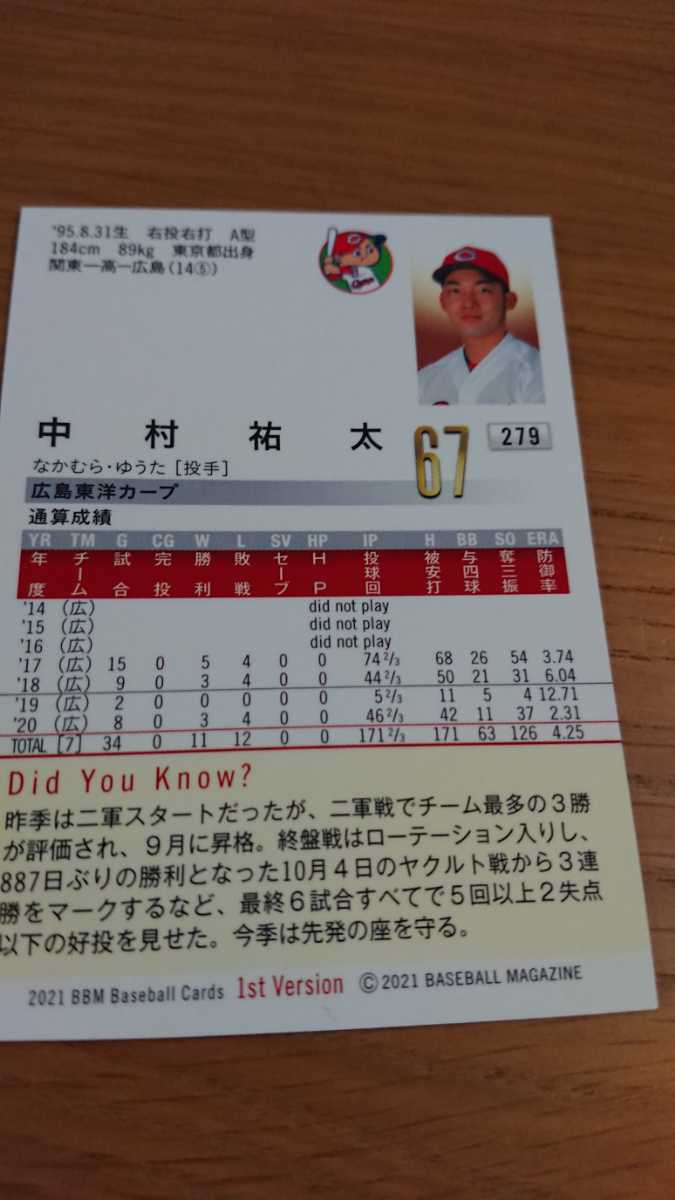 '95.8.31生 右投右打 A型
184cm 89kg 東京都出身
関東一高ー広島(14⑤)
中村祐太 67 279
なかむら・ゆうた[投手]
広島東洋カープ
通算成績
YR TM G CG W L SV HP IP H BB SO ERA
年度 チーム 試合 完投 勝利 敗戦 セーブ HP 投球回 被安打 与四球 奪三振 防御率
'14 (広) did not play
'15 (広) did not play
'16 (広) did not play
'17 (広) 15 0 5 4 0 0 74 2/3 68 26 54 3.74
'18 (広) 9 0 3 4 0 0 44 2/3 50 21 31 6.04
'19 (広) 2 0 0 0 0 0 5 2/3 11 5 4 12.71
'20 (広) 8 0 3 4 0 0 46 2/3 42 11 37 2.31
TOTAL [7] 34 0 11 12 0 0 171 2/3 171 63 126 4.25
Did You Know?
昨季は二軍スタートだったが、二軍戦でチーム最多の3勝
が評価され、9月に昇格。終盤戦はローテーション入りし、
887日ぶりの勝利となった10月4日のヤクルト戦から3連
勝をマークするなど、最終6試合すべてで5回以上2失点
以下の好投を見せた。今季は先発の座を守る。
2021 BBM Baseball Cards 1st Version ©2021 BASEBALL MAGAZINE